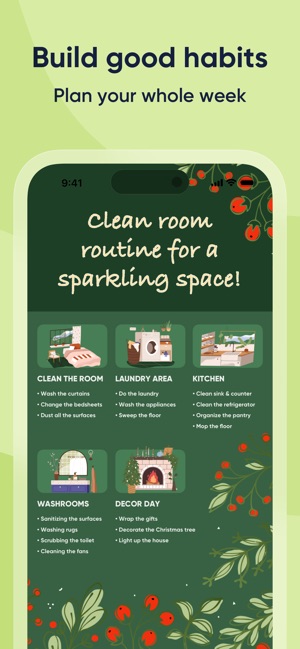 Build good habits
Plan your whole week
9:41
Clean room
routine for a
sparkling space!
CLEAN THE ROOM
• Wash the curtains
• Change the bedsheets
• Dust all the surfaces
LAUNDRY AREA
• Do the laundry
• Wash the appliances
• Sweep the floor
KITCHEN
• Clean sink & counter
• Clean the refrigerator
• Organize the pantry
• Mop the floor
WASHROOMS
• Sanitizing the surfaces
• Washing rugs
• Scrubbing the toilet
• Cleaning the fans
DECOR DAY
• Wrap the gifts
• Decorate the Christmas tree
• Light up the house